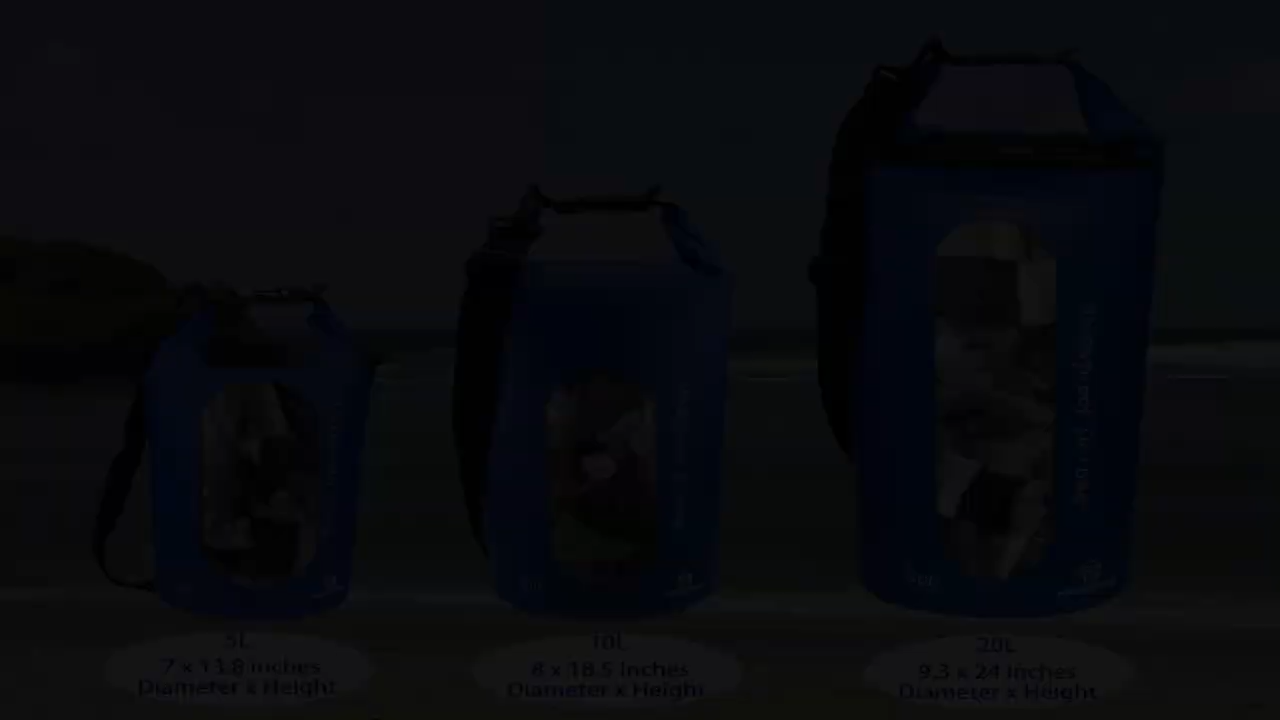 5L
7 x 11.8 Inches
Diameter x Height
10L
8 x 18.5 Inches
Diameter x Height
20L
9.3 x 24 Inches
Diameter x Height
20L